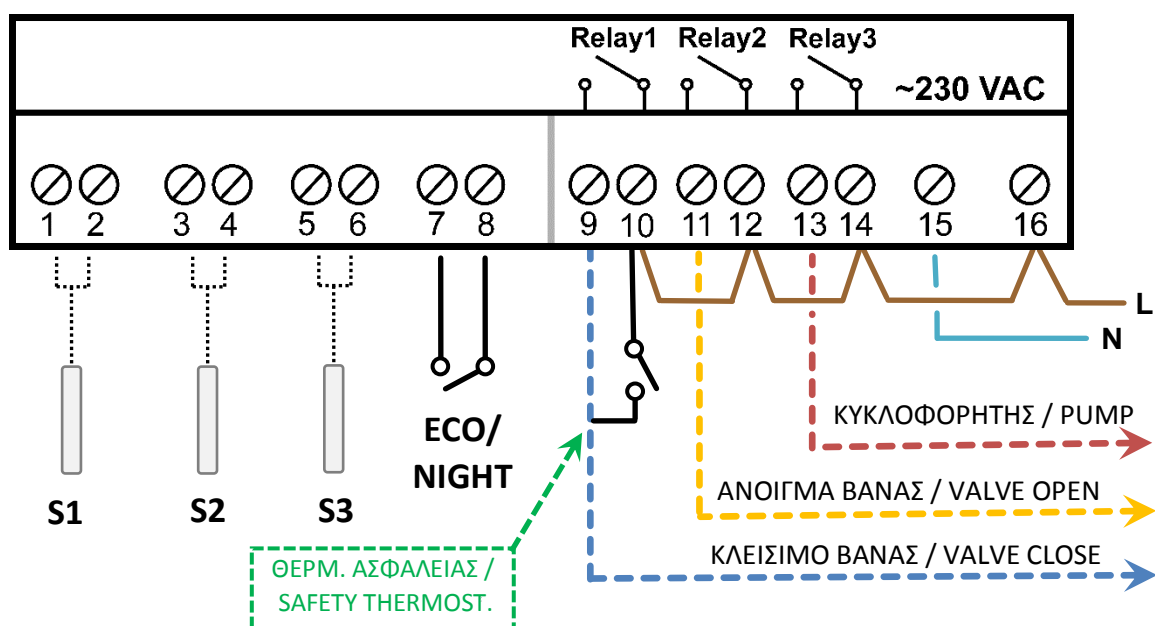 Relay1 Relay2 Relay3
~230 VAC
1 2 3 4 5 6 7 8 9 10 11 12 13 14 15 16
L
N
ΚΥΚΛΟΦΟΡΗΤΗΣ / PUMP
ECO/
NIGHT
ΑΝΟΙΓΜΑ ΒΑΝΑΣ / VALVE OPEN
S1 S2 S3
ΚΛΕΙΣΙΜΟ ΒΑΝΑΣ / VALVE CLOSE
ΘΕΡΜ. ΑΣΦΑΛΕΙΑΣ /
SAFETY THERMOST.